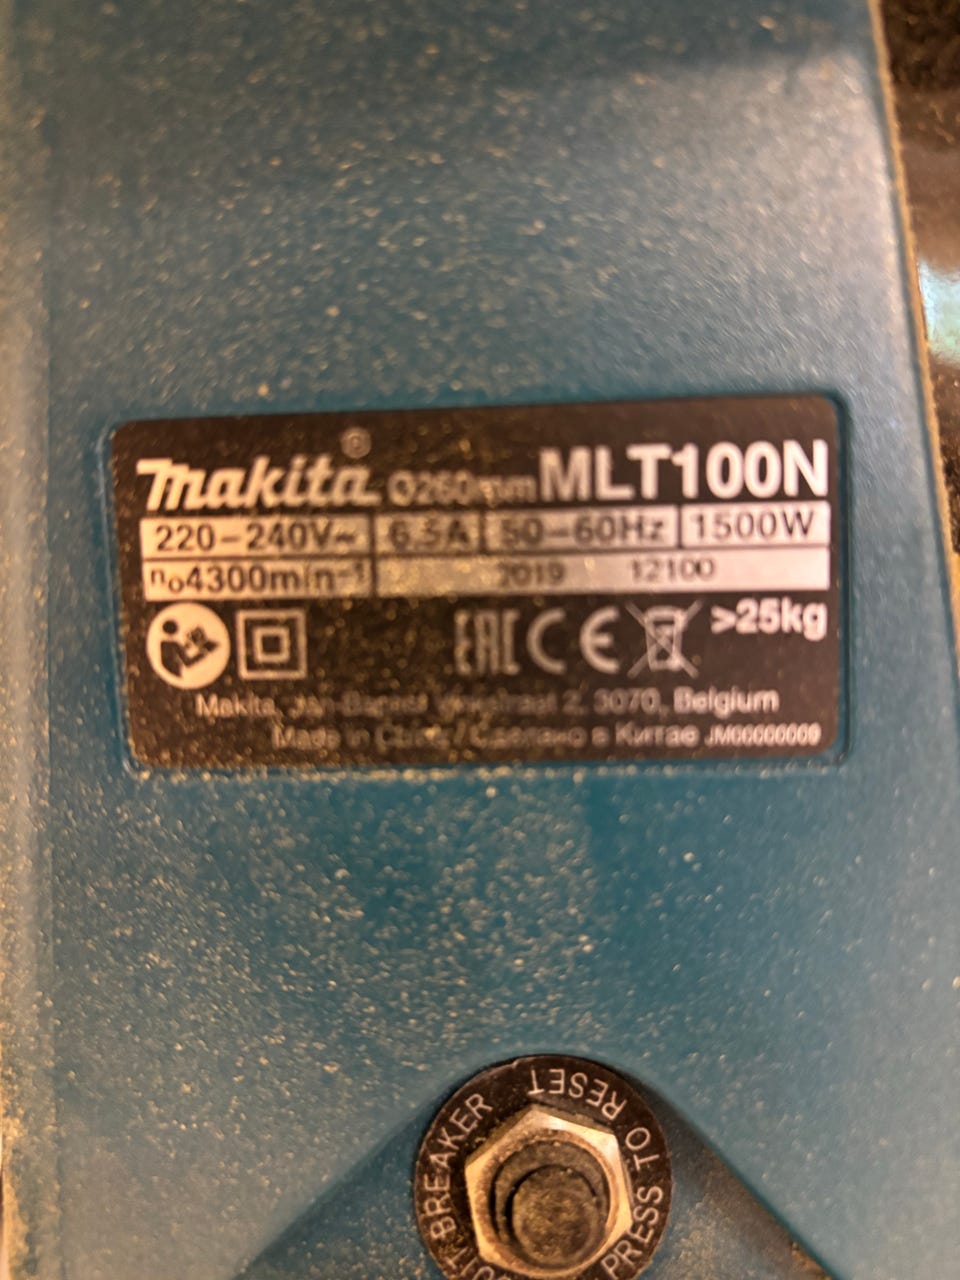 makita® Ø260mm MLT100N
220-240V~ 6.5A 50-60Hz 1500W
n₀4300min⁻¹ 2019 12100
EAC CE >25kg
Makita, Jan-Baptist Vinkstraat 2, 3070, Belgium
Made in China / Сделано в Китае JM00000009
BREAKER PRESS TO RESET